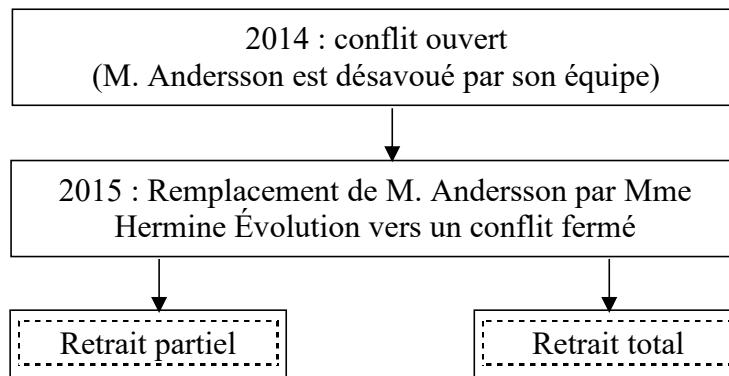 2014 : conflit ouvert
(M. Andersson est désavoué par son équipe)
2015 : Remplacement de M. Andersson par Mme
Hermine Évolution vers un conflit fermé
Retrait partiel
Retrait total